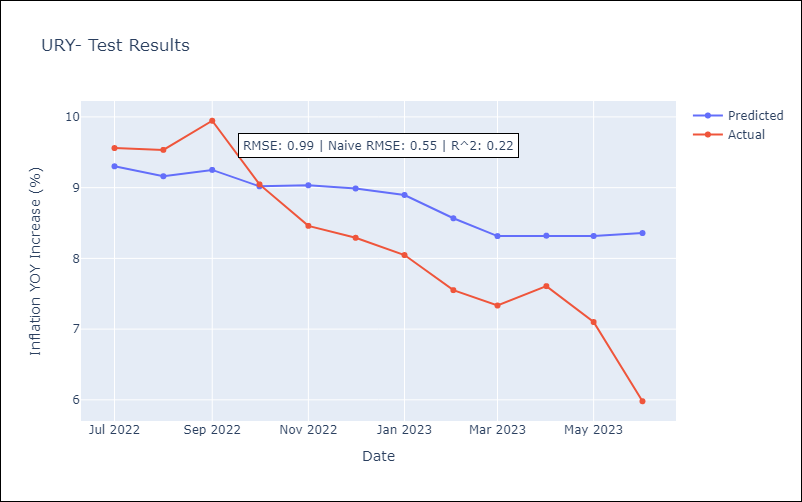 URY- Test Results
Predicted
Actual
RMSE: 0.99 | Naive RMSE: 0.55 | R^2: 0.22
Inflation YOY Increase (%)
10
9
8
7
6
Jul 2022
Sep 2022
Nov 2022
Jan 2023
Mar 2023
May 2023
Date